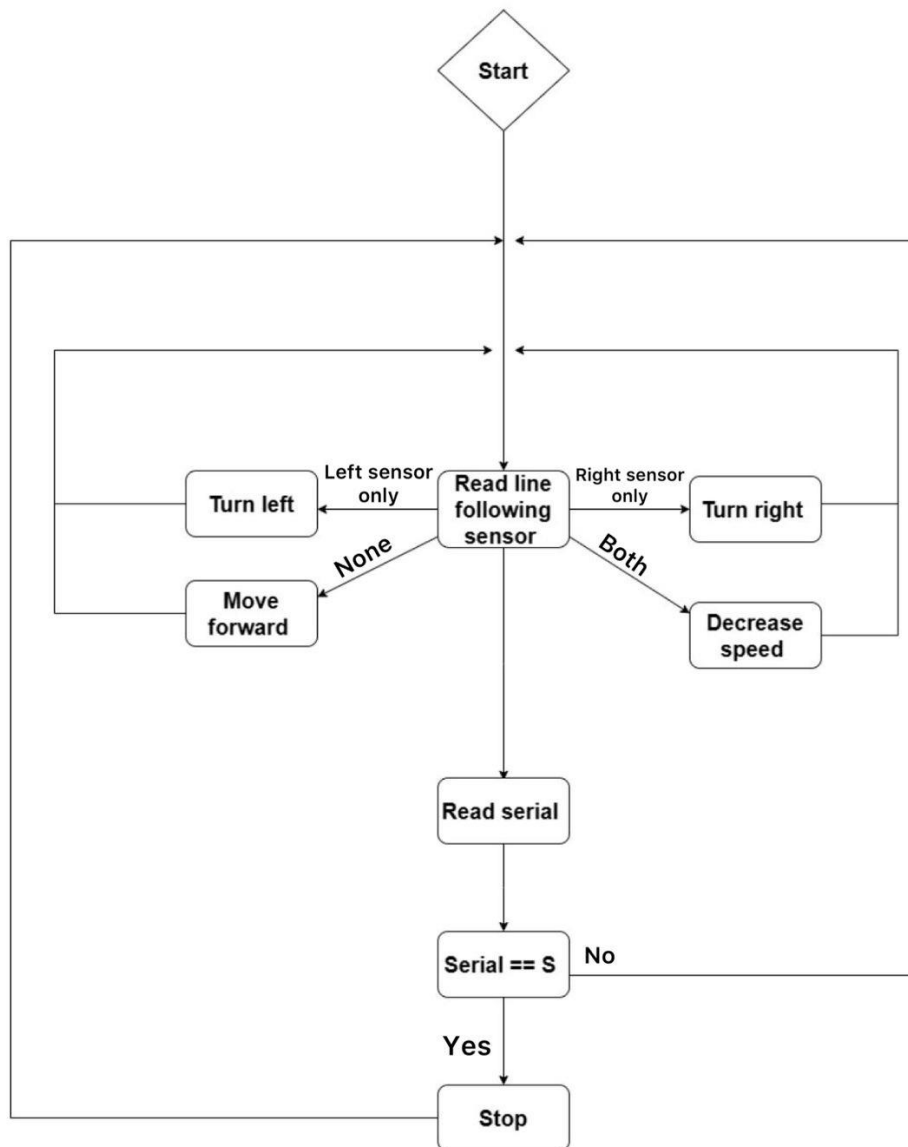 Start
Left sensor
only
Read line
following
sensor
Right sensor
only
Turn left
Turn right
None
Both
Move
forward
Decrease
speed
Read serial
Serial == S
No
Yes
Stop